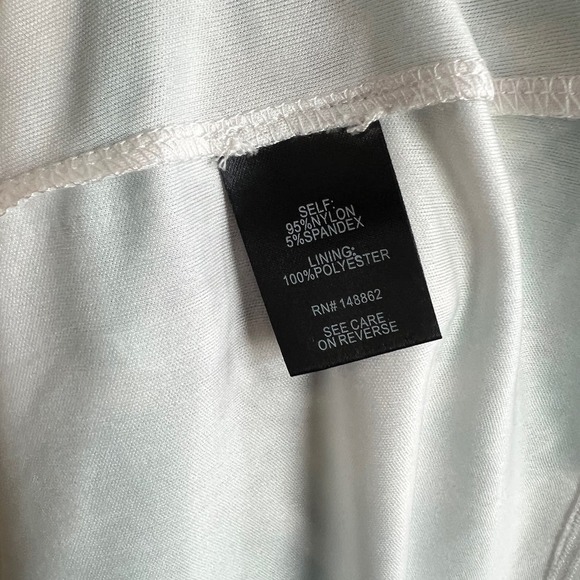 SELF:
95%NYLON
5%SPANDEX
LINING:
100%POLYESTER
RN# 148862
SEE CARE
ON REVERSE